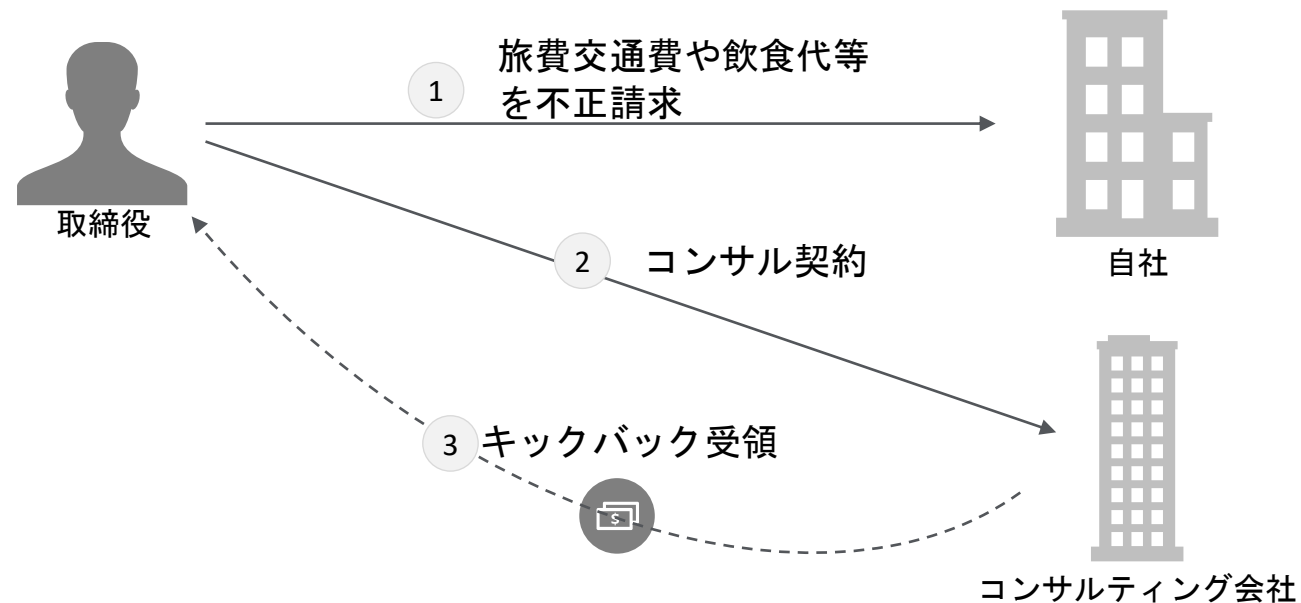 1
旅費交通費や飲食代等
を不正請求
取締役
自社
2
コンサル契約
3
キックバック受領
$
コンサルティング会社